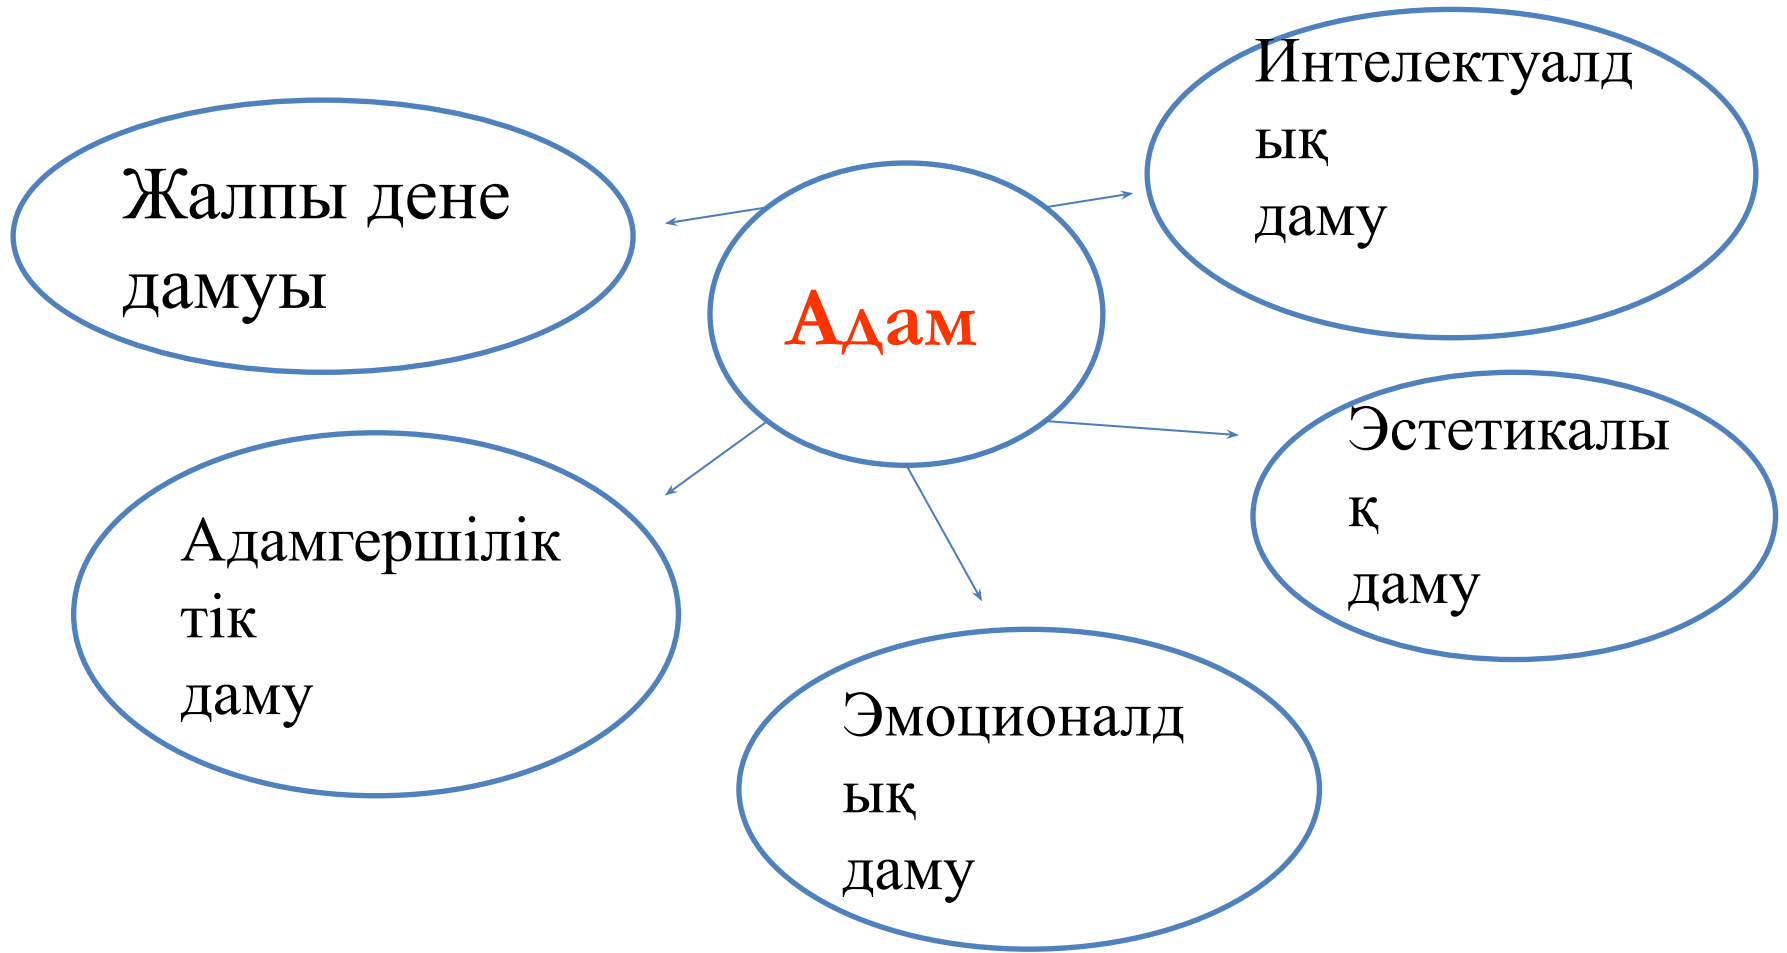 Жалпы дене
дамуы
Адам
Интелектуалд
ық
даму
Эстетикалы
қ
даму
Адамгершілік
тік
даму
Эмоционалд
ық
даму